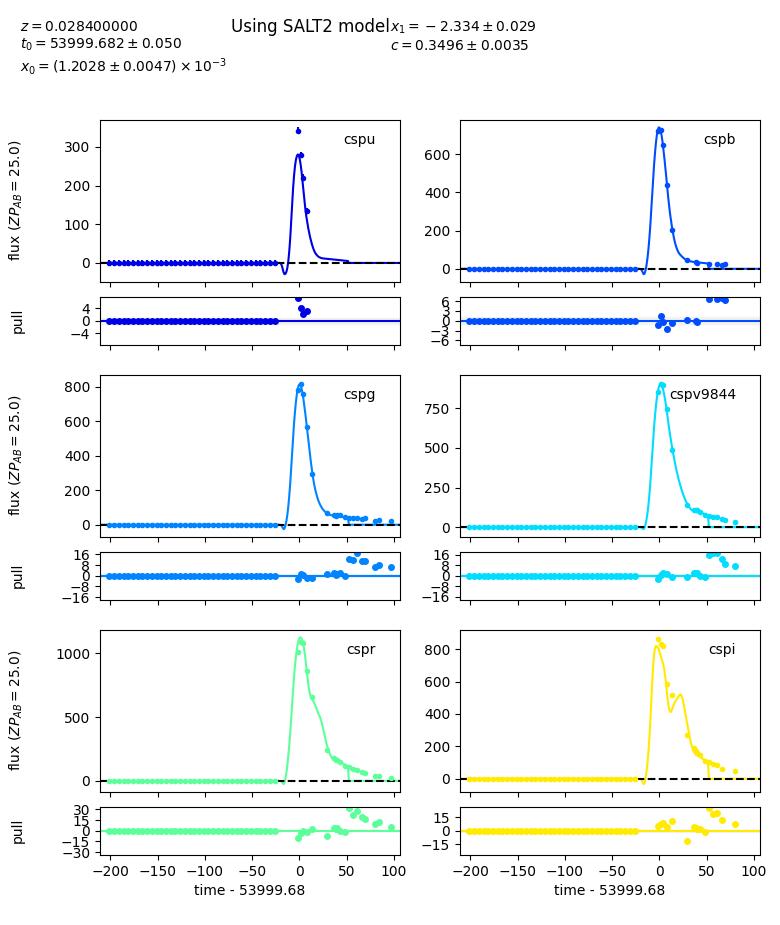 Using SALT2 model
z = 0.028400000
t₀ = 53999.682 ± 0.050
x₀ = (1.2028 ± 0.0047) × 10⁻³
x₁ = −2.334 ± 0.029
c = 0.3496 ± 0.0035
flux (ZP_AB = 25.0)
300
200
100
0
cspu
600
400
200
0
cspb
pull
4
0
−4
6
3
0
−3
−6
flux (ZP_AB = 25.0)
800
600
400
200
0
cspg
750
500
250
0
cspv9844
pull
16
8
0
−8
−16
16
8
0
−8
−16
flux (ZP_AB = 25.0)
1000
500
0
cspr
800
600
400
200
0
cspi
pull
30
15
0
−15
−30
15
0
−15
−200 −150 −100 −50 0 50 100
−200 −150 −100 −50 0 50 100
time - 53999.68
time - 53999.68